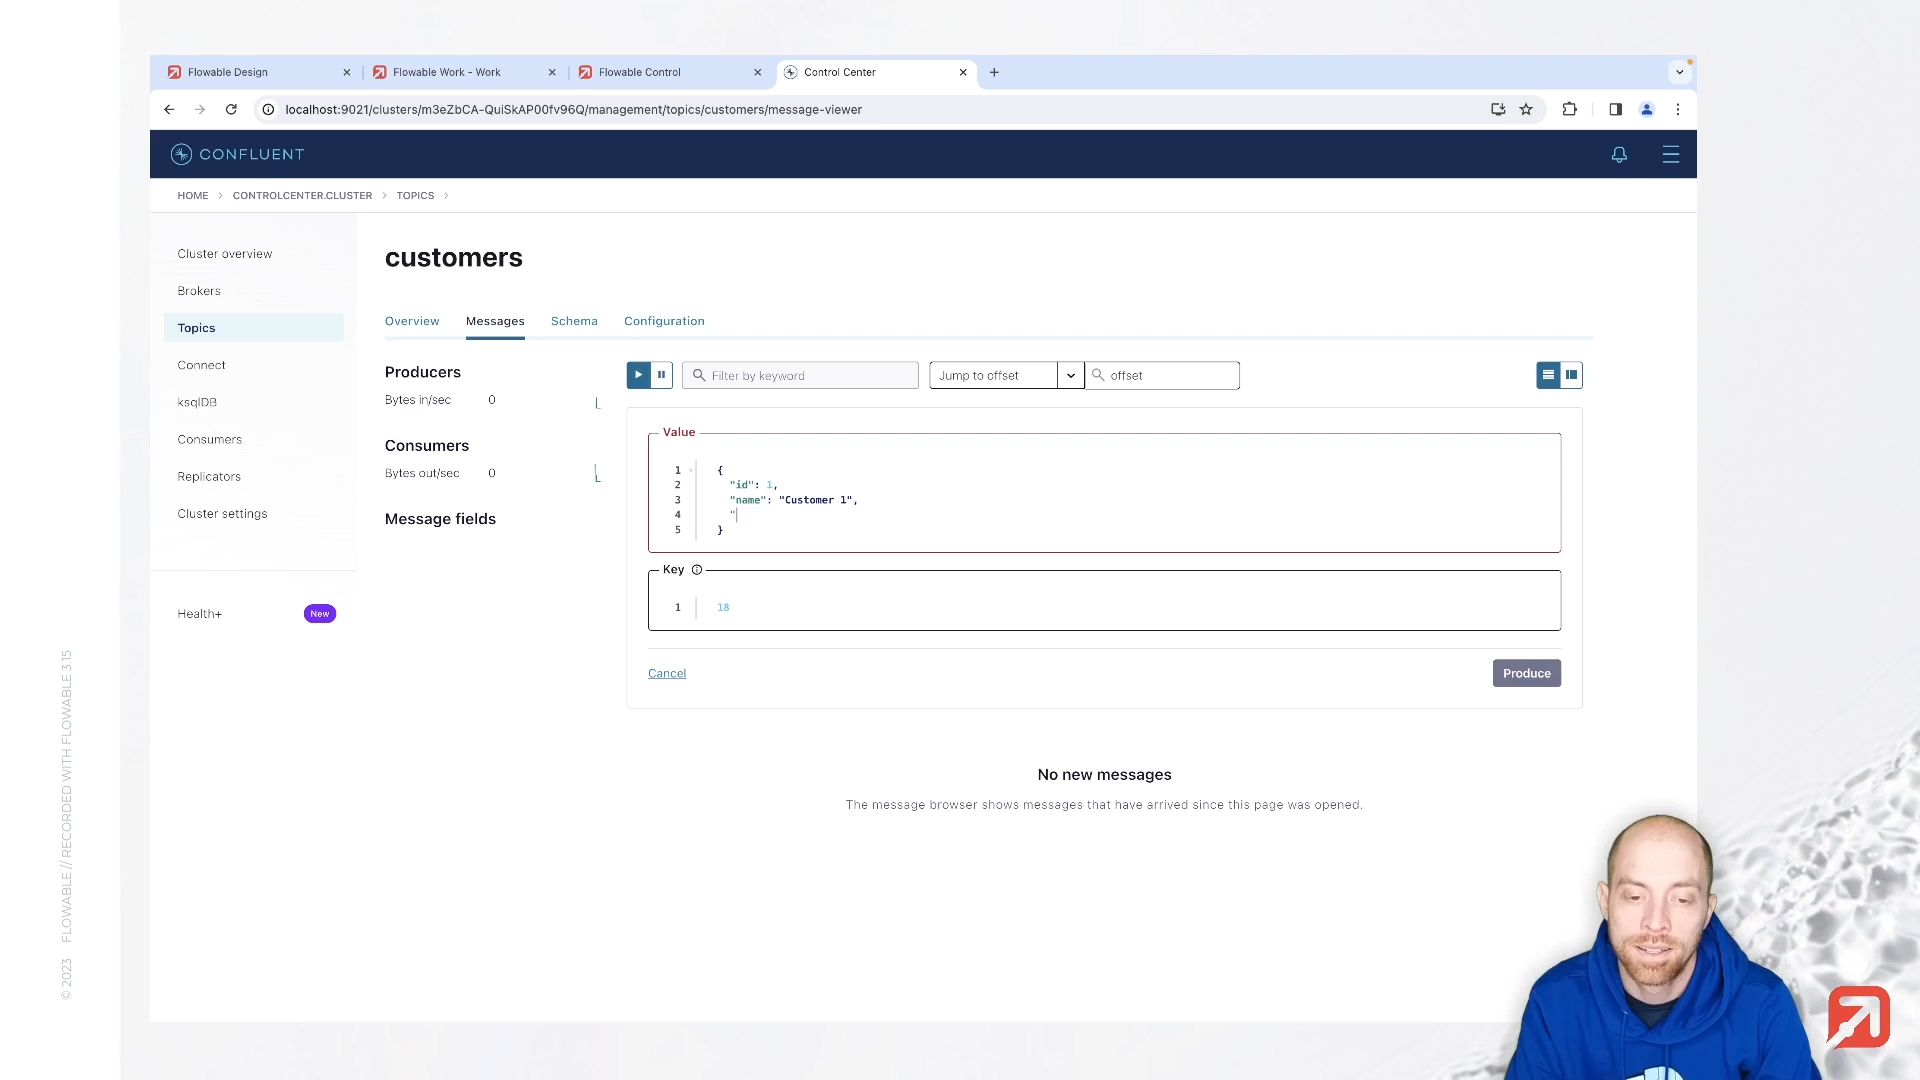 Flowable Design
Flowable Work - Work
Flowable Control
Control Center
localhost:9021/clusters/m3eZbCA-QuiSkAP00fv96Q/management/topics/customers/message-viewer
CONFLUENT
HOME > CONTROLCENTER.CLUSTER > TOPICS >
Cluster overview
Brokers
Topics
Connect
ksqlDB
Consumers
Replicators
Cluster settings
Health+ New
customers
Overview Messages Schema Configuration
Producers
Bytes in/sec 0
Consumers
Bytes out/sec 0
Message fields
Filter by keyword
Jump to offset
offset
Value
1 {
2 "id": 1,
3 "name": "Customer 1",
4 "
5 }
Key
1 18
Cancel
Produce
No new messages
The message browser shows messages that have arrived since this page was opened.
© 2023 FLOWABLE // RECORDED WITH FLOWABLE 3.15